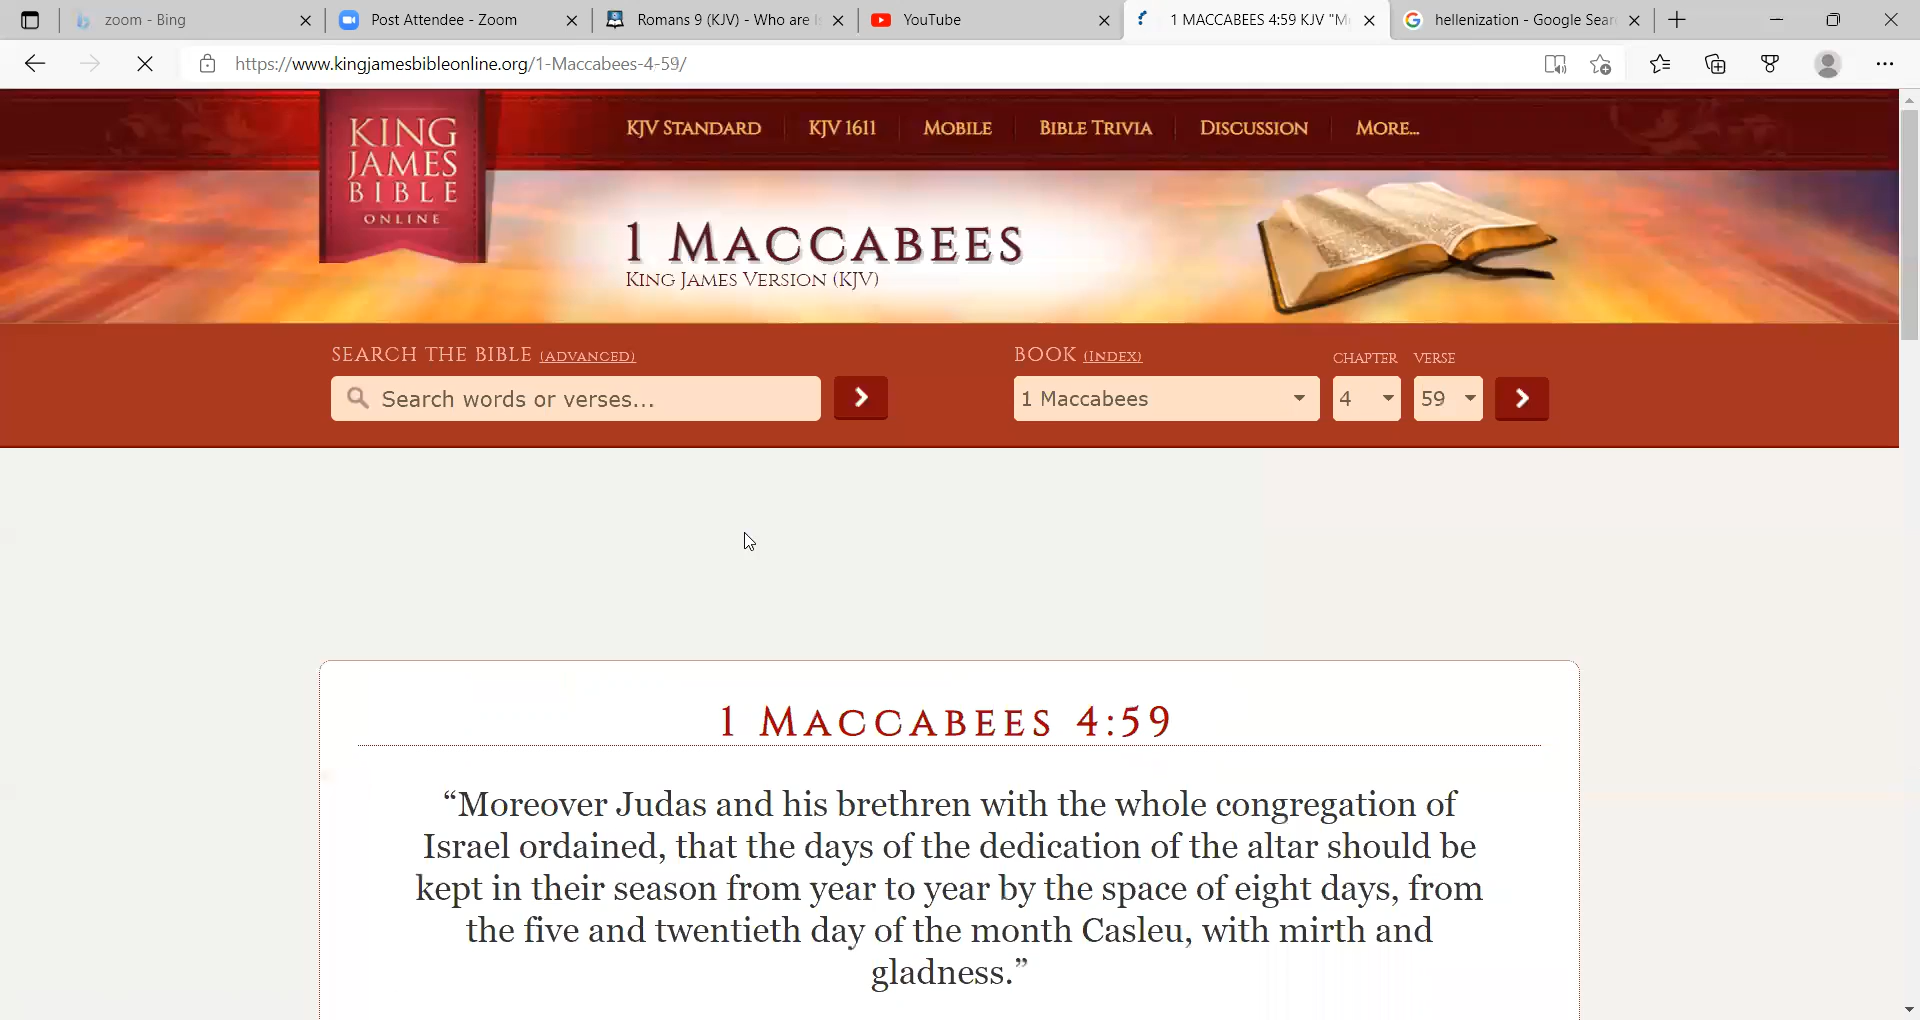 zoom - Bing
Post Attendee - Zoom
Romans 9 (KJV) - Who are
YouTube
1 MACCABEES 4:59 KJV "M
hellenization - Google Sear
https://www.kingjamesbibleonline.org/1-Maccabees-4-59/
KING
JAMES
BIBLE
ONLINE
KJV STANDARD
KJV 1611
MOBILE
BIBLE TRIVIA
DISCUSSION
MORE...
1 MACCABEES
KING JAMES VERSION (KJV)
SEARCH THE BIBLE (ADVANCED)
BOOK (INDEX)
CHAPTER
VERSE
Search words or verses...
1 Maccabees
4
59
1 MACCABEES 4:59
“Moreover Judas and his brethren with the whole congregation of
Israel ordained, that the days of the dedication of the altar should be
kept in their season from year to year by the space of eight days, from
the five and twentieth day of the month Casleu, with mirth and
gladness.”